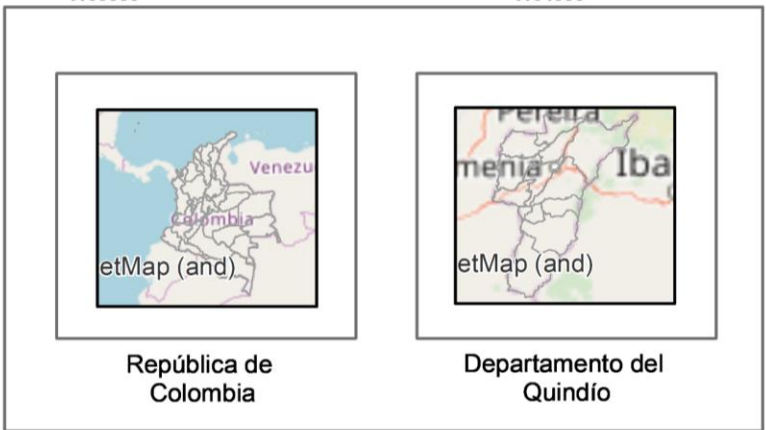 Venezu
Colombia
etMap (and)
República de
Colombia
Pereira
menia
Iba
etMap (and)
Departamento del
Quindío